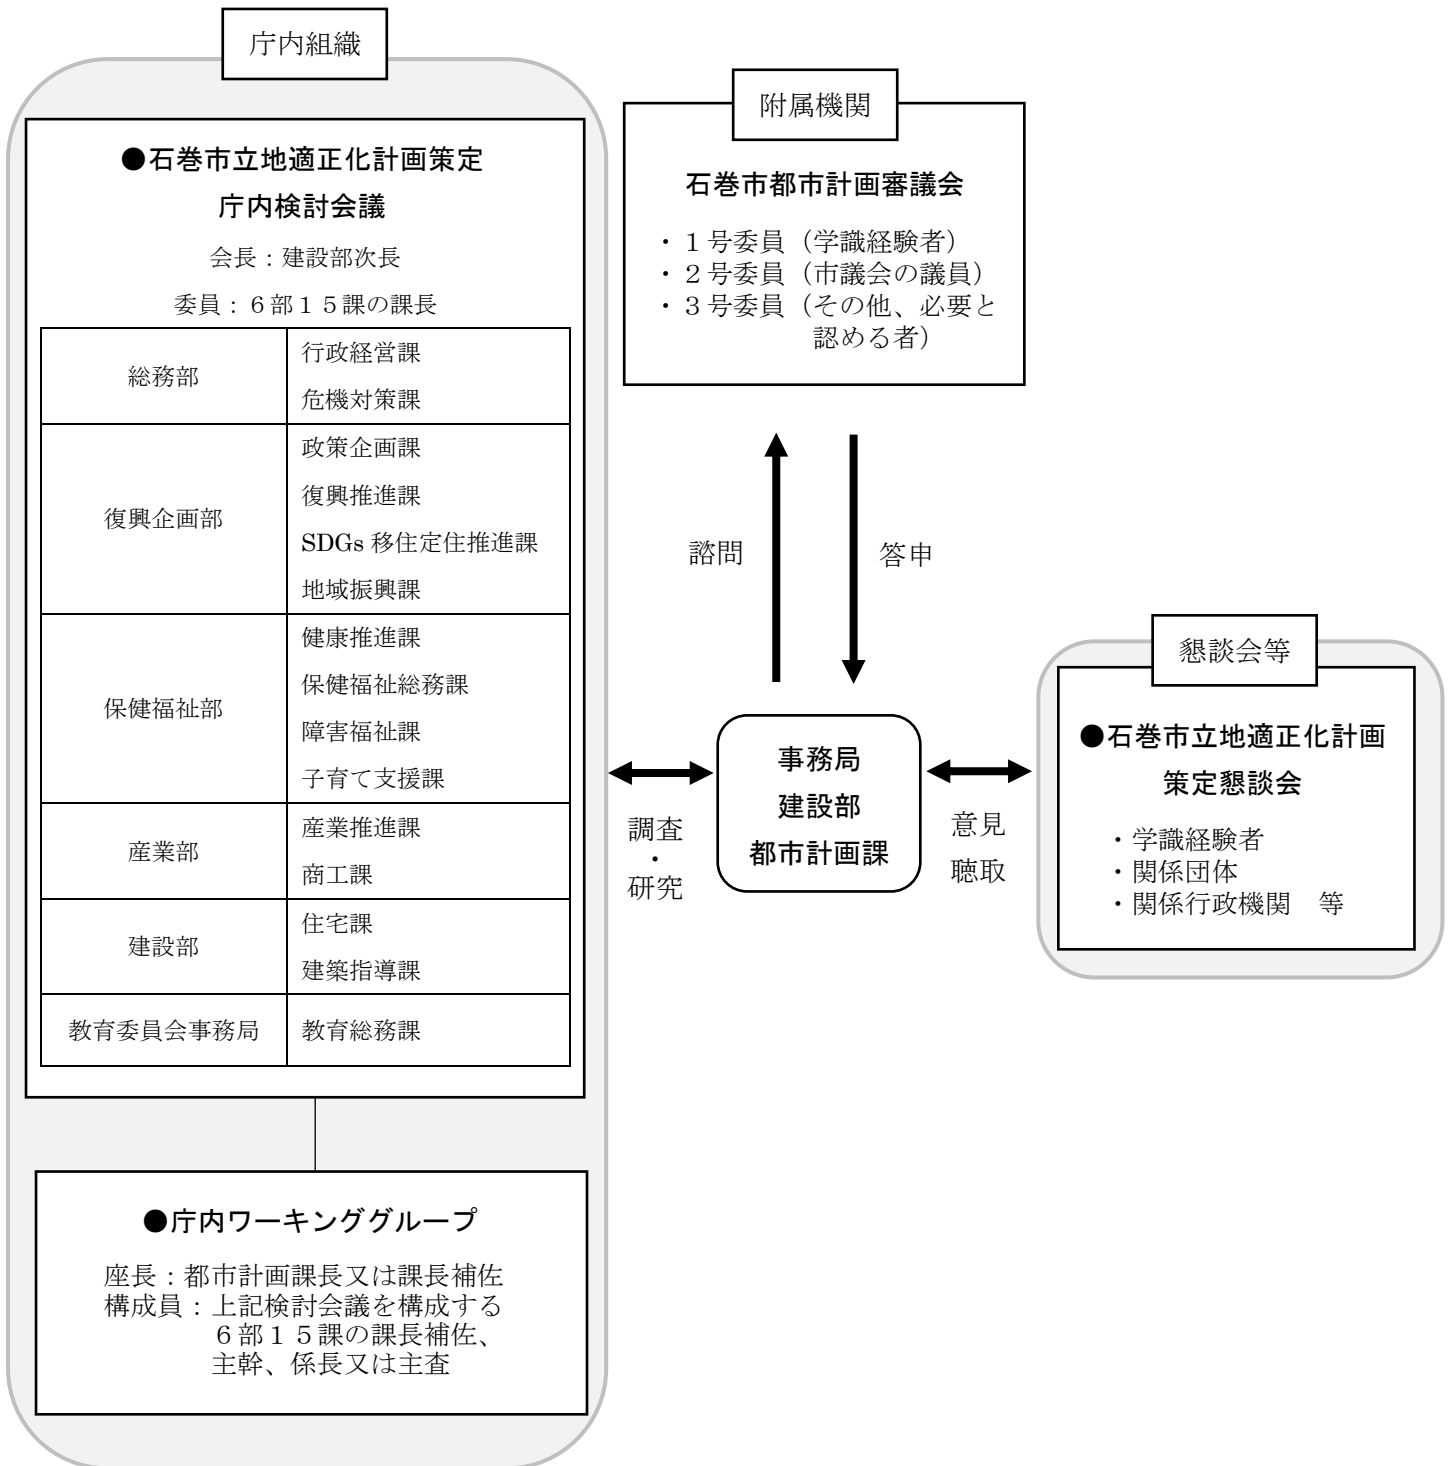 庁内組織
●石巻市立地適正化計画策定
庁内検討会議
会長：建設部次長
委員：６部１５課の課長
総務部
行政経営課
危機対策課
復興企画部
政策企画課
復興推進課
SDGs 移住定住推進課
地域振興課
保健福祉部
健康推進課
保健福祉総務課
障害福祉課
子育て支援課
産業部
産業推進課
商工課
建設部
住宅課
建築指導課
教育委員会事務局
教育総務課
●庁内ワーキンググループ
座長：都市計画課長又は課長補佐
構成員：上記検討会議を構成する
６部１５課の課長補佐、
主幹、係長又は主査
附属機関
石巻市都市計画審議会
・１号委員（学識経験者）
・２号委員（市議会の議員）
・３号委員（その他、必要と
認める者）
諮問
答申
調査
・
研究
事務局
建設部
都市計画課
意見
聴取
懇談会等
●石巻市立地適正化計画
策定懇談会
・学識経験者
・関係団体
・関係行政機関　等